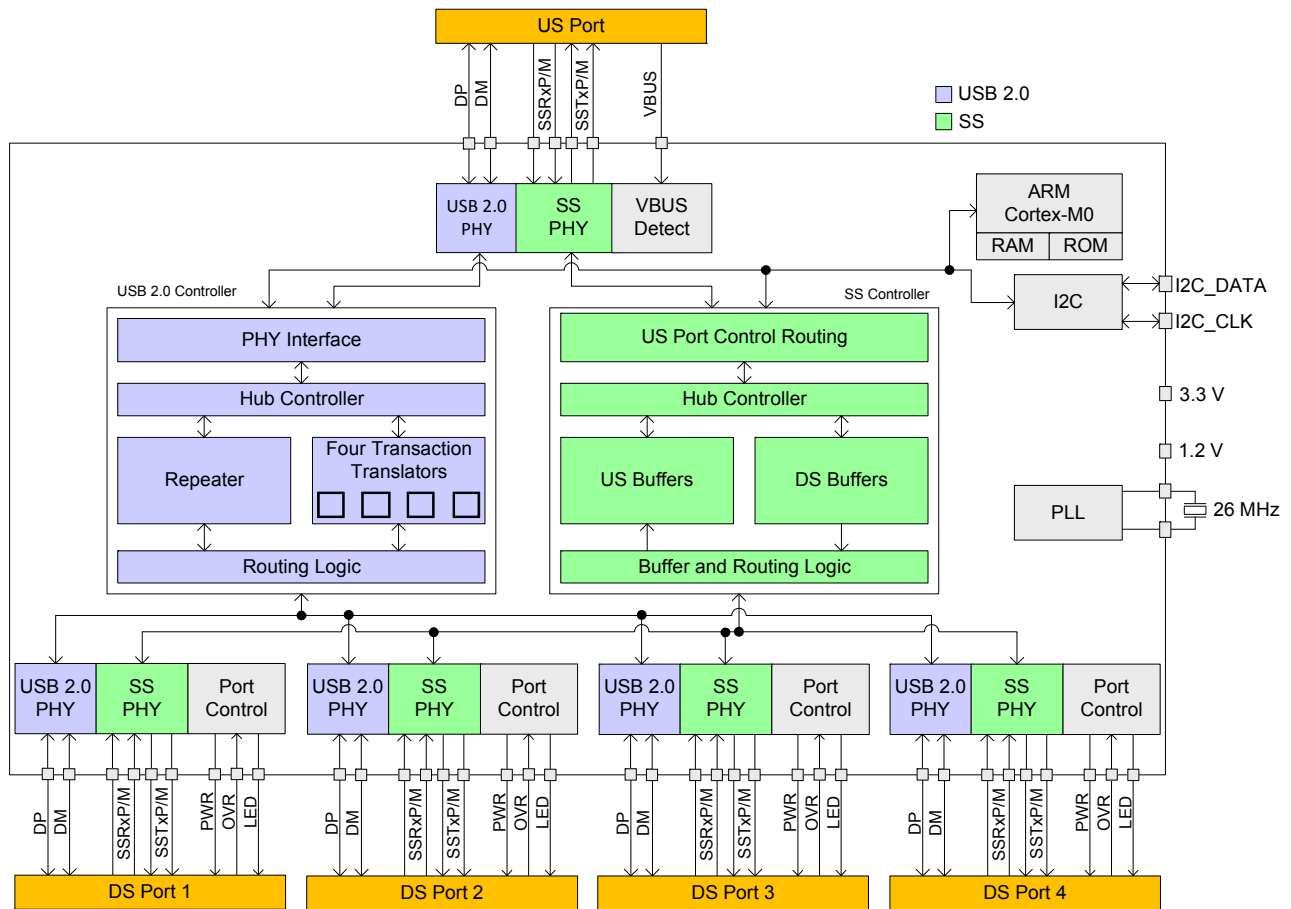 US Port
DP
DM
SSRxP/M
SSTxP/M
VBUS
USB 2.0
SS
USB 2.0
PHY
SS
PHY
VBUS
Detect
ARM
Cortex-M0
RAM
ROM
I2C
I2C_DATA
I2C_CLK
3.3 V
1.2 V
PLL
26 MHz
USB 2.0 Controller
PHY Interface
Hub Controller
Repeater
Four Transaction
Translators
Routing Logic
SS Controller
US Port Control Routing
Hub Controller
US Buffers
DS Buffers
Buffer and Routing Logic
USB 2.0
PHY
SS
PHY
Port
Control
USB 2.0
PHY
SS
PHY
Port
Control
USB 2.0
PHY
SS
PHY
Port
Control
USB 2.0
PHY
SS
PHY
Port
Control
DP
DM
SSRxP/M
SSTxP/M
PWR
OVR
LED
DP
DM
SSRxP/M
SSTxP/M
PWR
OVR
LED
DP
DM
SSRxP/M
SSTxP/M
PWR
OVR
LED
DP
DM
SSRxP/M
SSTxP/M
PWR
OVR
LED
DS Port 1
DS Port 2
DS Port 3
DS Port 4